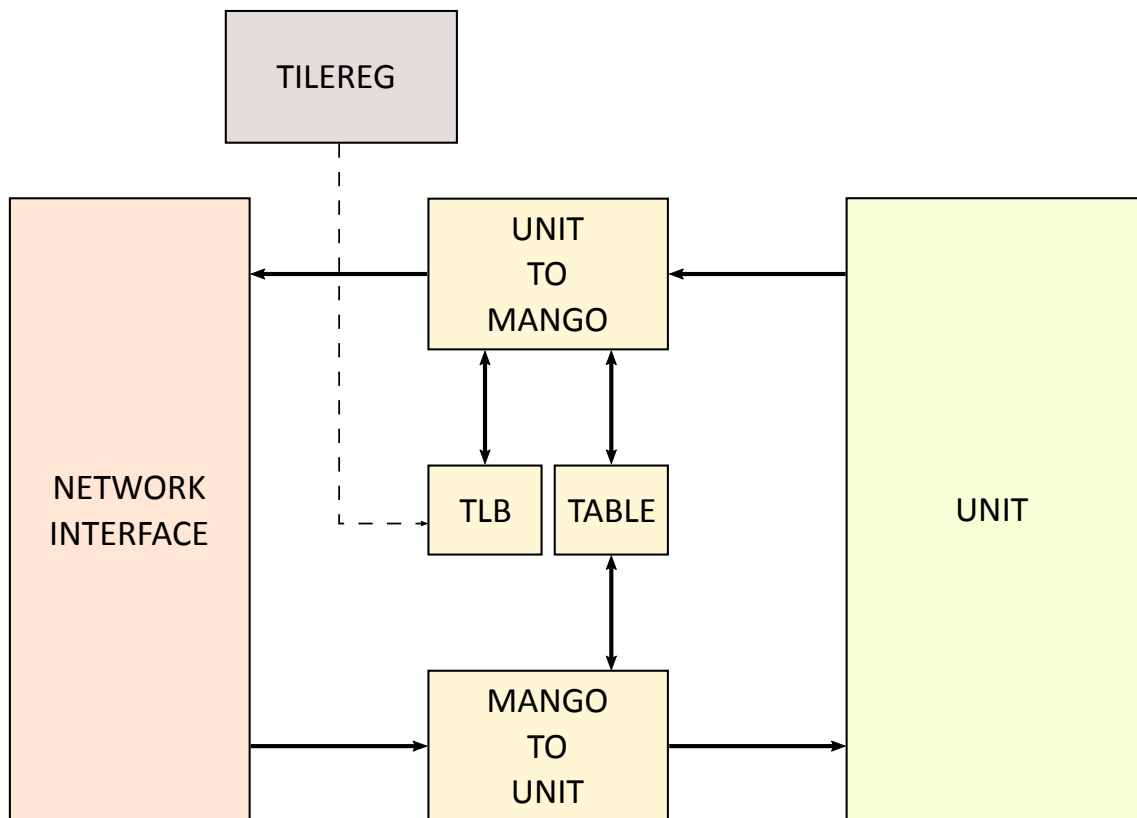 TILEREG
UNIT
TO
MANGO
NETWORK
INTERFACE
TLB
TABLE
UNIT
MANGO
TO
UNIT